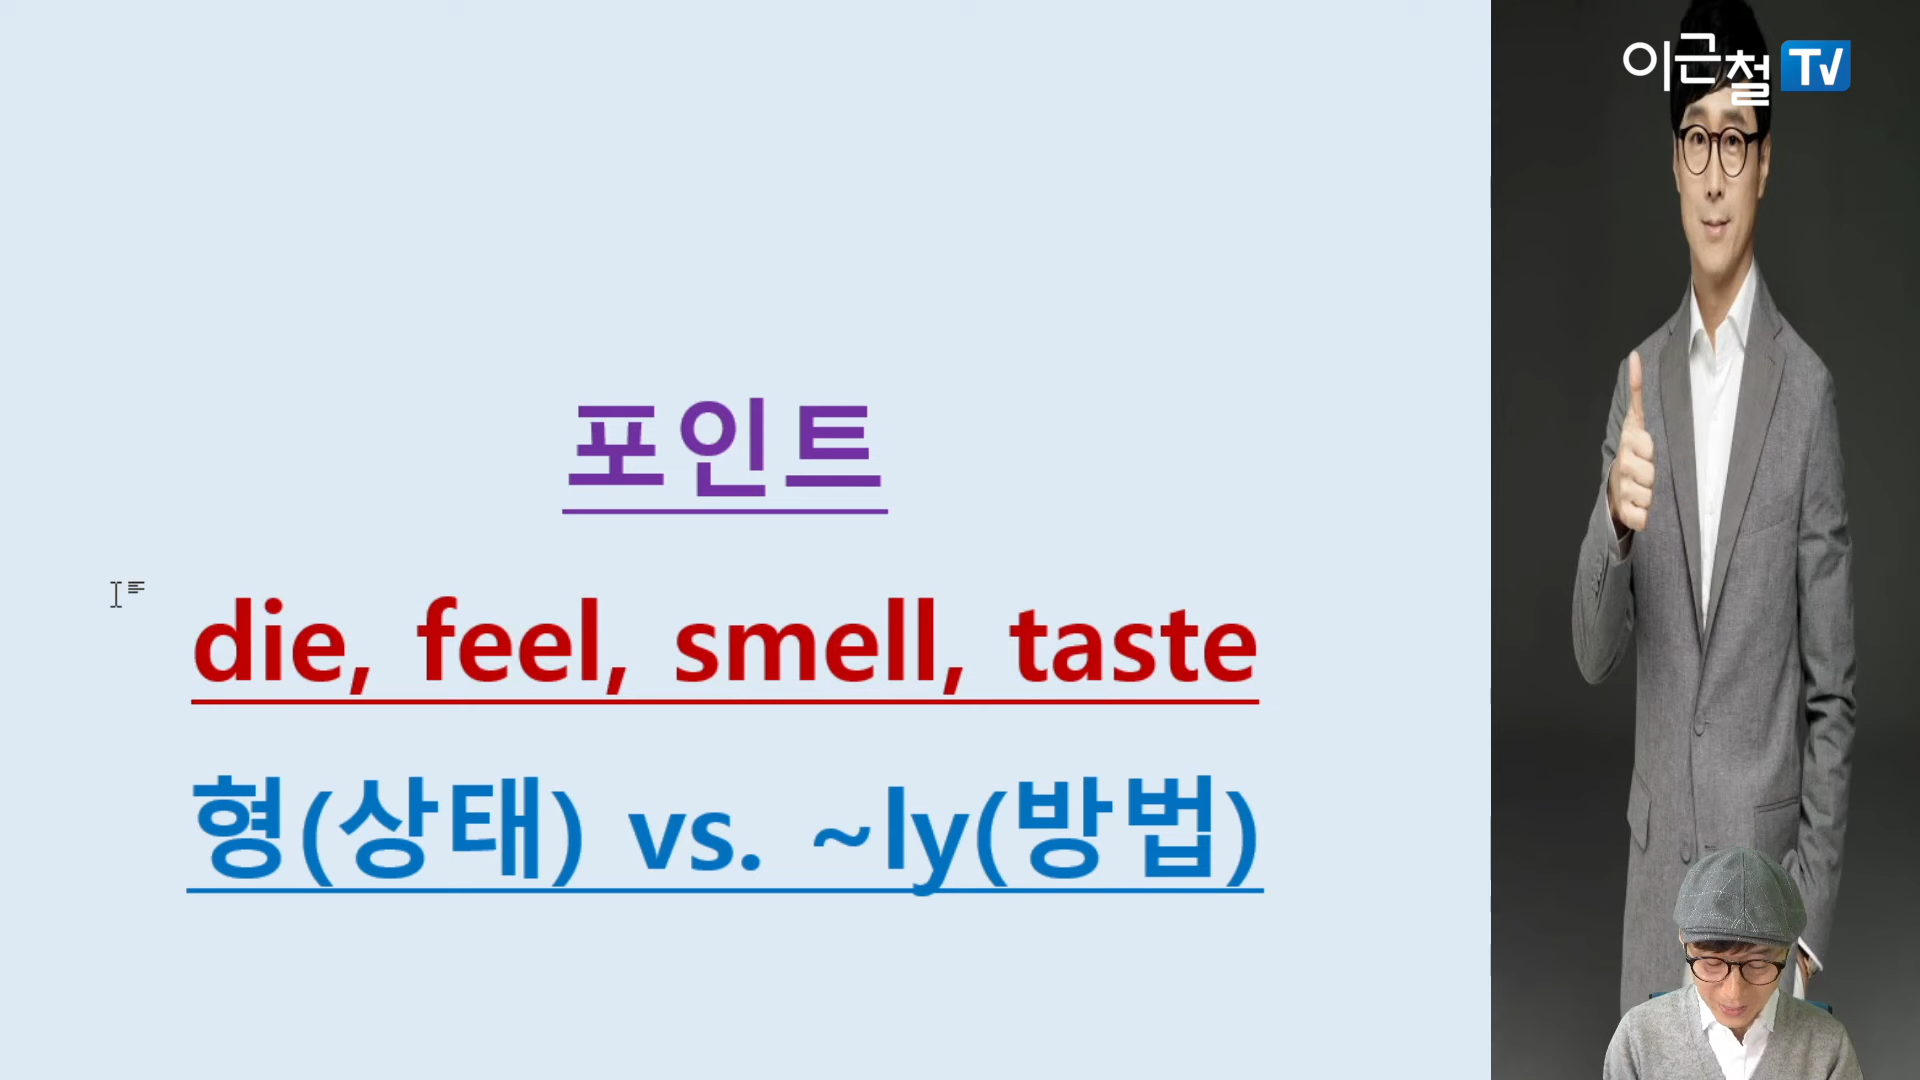 이근철 TV
포인트
die, feel, smell, taste
형(상태) vs. ~ly(방법)